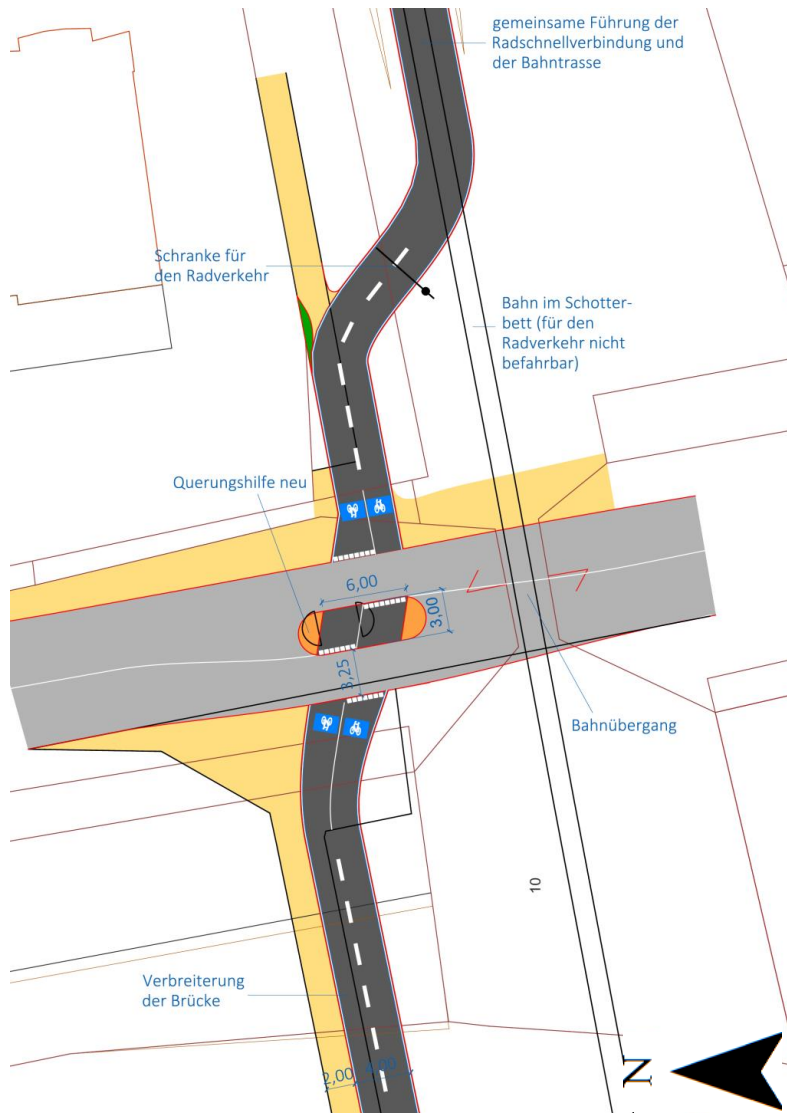 gemeinsame Führung der
Radschnellverbindung und
der Bahntrasse
Schranke für
den Radverkehr
Bahn im Schotter-
bett (für den
Radverkehr nicht
befahrbar)
Querungshilfe neu
6,00
3,00
3,25
Bahnübergang
10
Verbreiterung
der Brücke
2,00
4,00
N